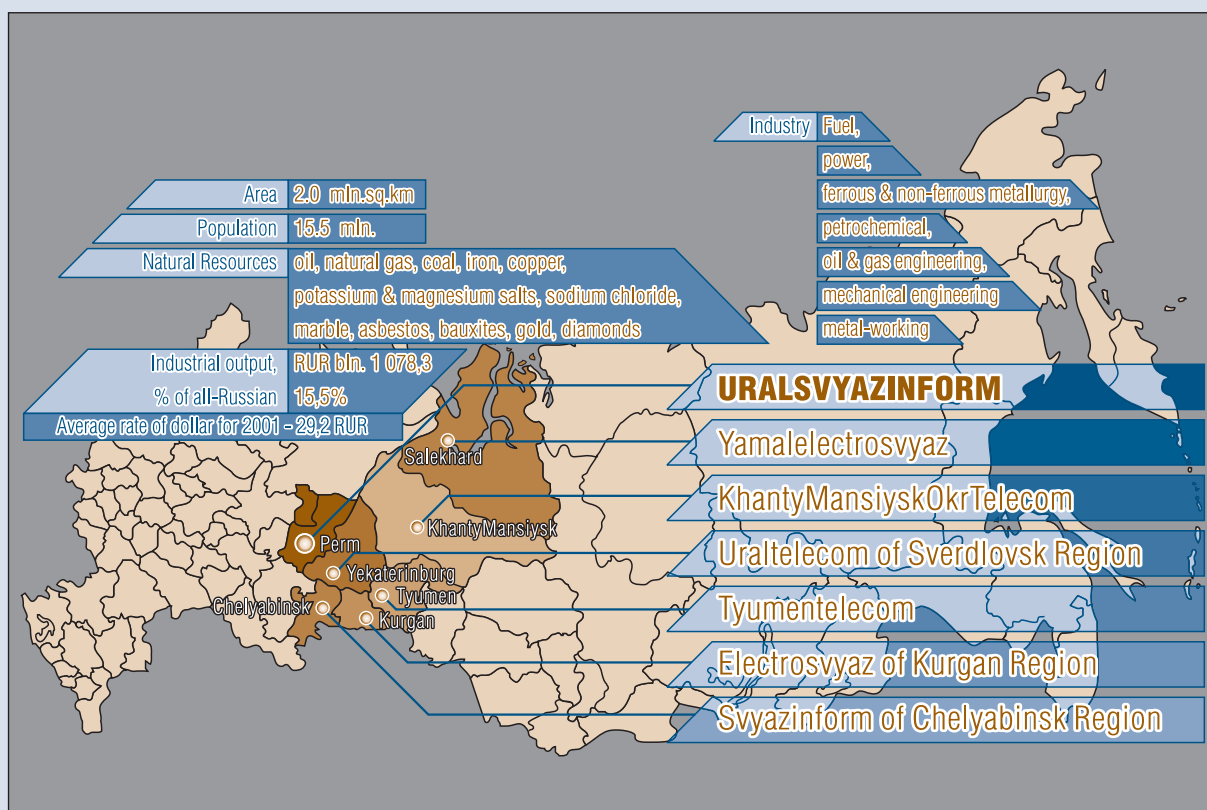 Industry Fuel,
power,
ferrous & non-ferrous metallurgy,
petrochemical,
oil & gas engineering,
mechanical engineering
metal-working
Area 2.0 mln.sq.km
Population 15.5 mln.
Natural Resources oil, natural gas, coal, iron, copper,
potassium & magnesium salts, sodium chloride,
marble, asbestos, bauxites, gold, diamonds
Industrial output, RUR bln. 1 078,3
% of all-Russian 15,5%
Average rate of dollar for 2001 - 29,2 RUR
URALSVYAZINFORM
Yamalelectrosvyaz
KhantyMansiyskOkrTelecom
Uraltelecom of Sverdlovsk Region
Tyumentelecom
Electrosvyaz of Kurgan Region
Svyazinform of Chelyabinsk Region
Salekhard
KhantyMansiysk
Perm
Yekaterinburg
Tyumen
Chelyabinsk
Kurgan